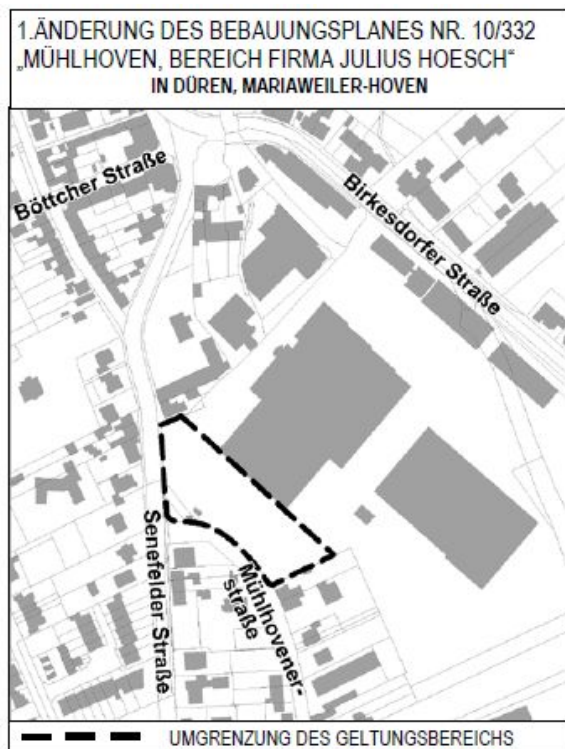 1.ÄNDERUNG DES BEBAUUNGSPLANES NR. 10/332
„MÜHLHOVEN, BEREICH FIRMA JULIUS HOESCH“
IN DÜREN, MARIAWEILER-HOVEN
Böttcher Straße
Birkesdorfer Straße
Senefelder Straße
Mühlhovener-
straße
UMGRENZUNG DES GELTUNGSBEREICHS